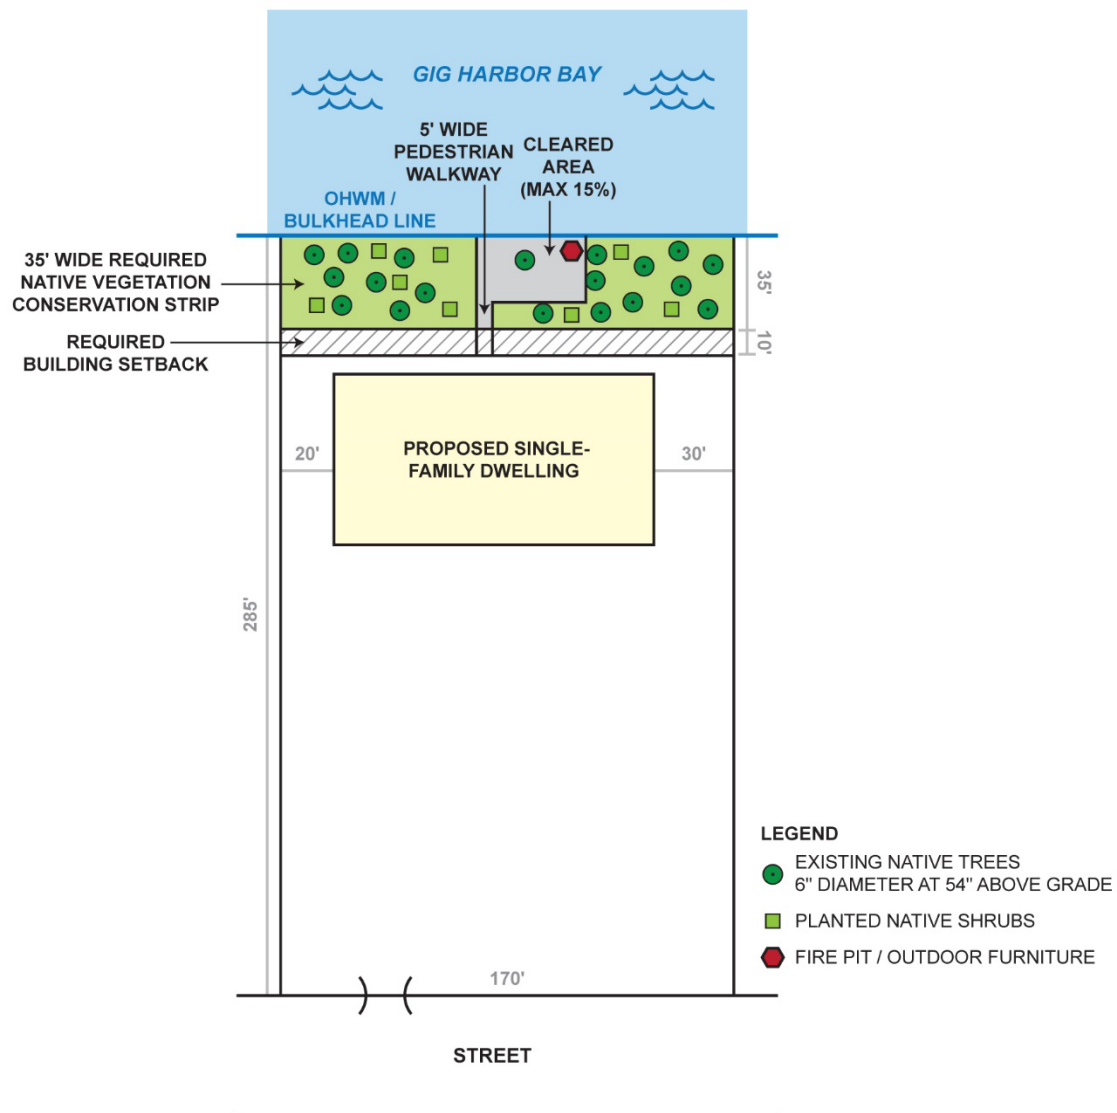 GIG HARBOR BAY
5' WIDE
PEDESTRIAN
WALKWAY
CLEARED
AREA
(MAX 15%)
OHWM /
BULKHEAD LINE
35' WIDE REQUIRED
NATIVE VEGETATION
CONSERVATION STRIP
35'
REQUIRED
BUILDING SETBACK
10'
20'
PROPOSED SINGLE-
FAMILY DWELLING
30'
285'
LEGEND
EXISTING NATIVE TREES
6" DIAMETER AT 54" ABOVE GRADE
PLANTED NATIVE SHRUBS
FIRE PIT / OUTDOOR FURNITURE
170'
STREET